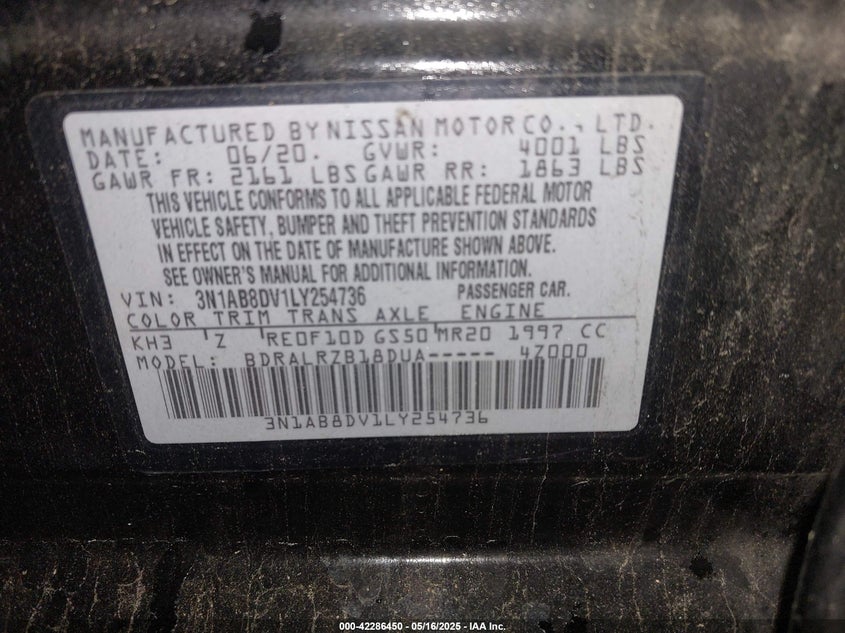 MANUFACTURED BY NISSAN MOTOR CO., LTD.
DATE: 06/20. GVWR: 4001 LBS
GAWR FR: 2161 LBS GAWR RR: 1863 LBS
THIS VEHICLE CONFORMS TO ALL APPLICABLE FEDERAL MOTOR
VEHICLE SAFETY, BUMPER AND THEFT PREVENTION STANDARDS
IN EFFECT ON THE DATE OF MANUFACTURE SHOWN ABOVE.
SEE OWNER'S MANUAL FOR ADDITIONAL INFORMATION.
VIN: 3N1AB8DV1LY254736 PASSENGER CAR.
COLOR TRIM TRANS AXLE ENGINE
KH3 Z RE0F10D GS50 MR20 1997 CC
MODEL: BDRALRZB18DUA----- 4Z000
3N1AB8DV1LY254736
000-42286450 - 05/16/2025 - IAA Inc.